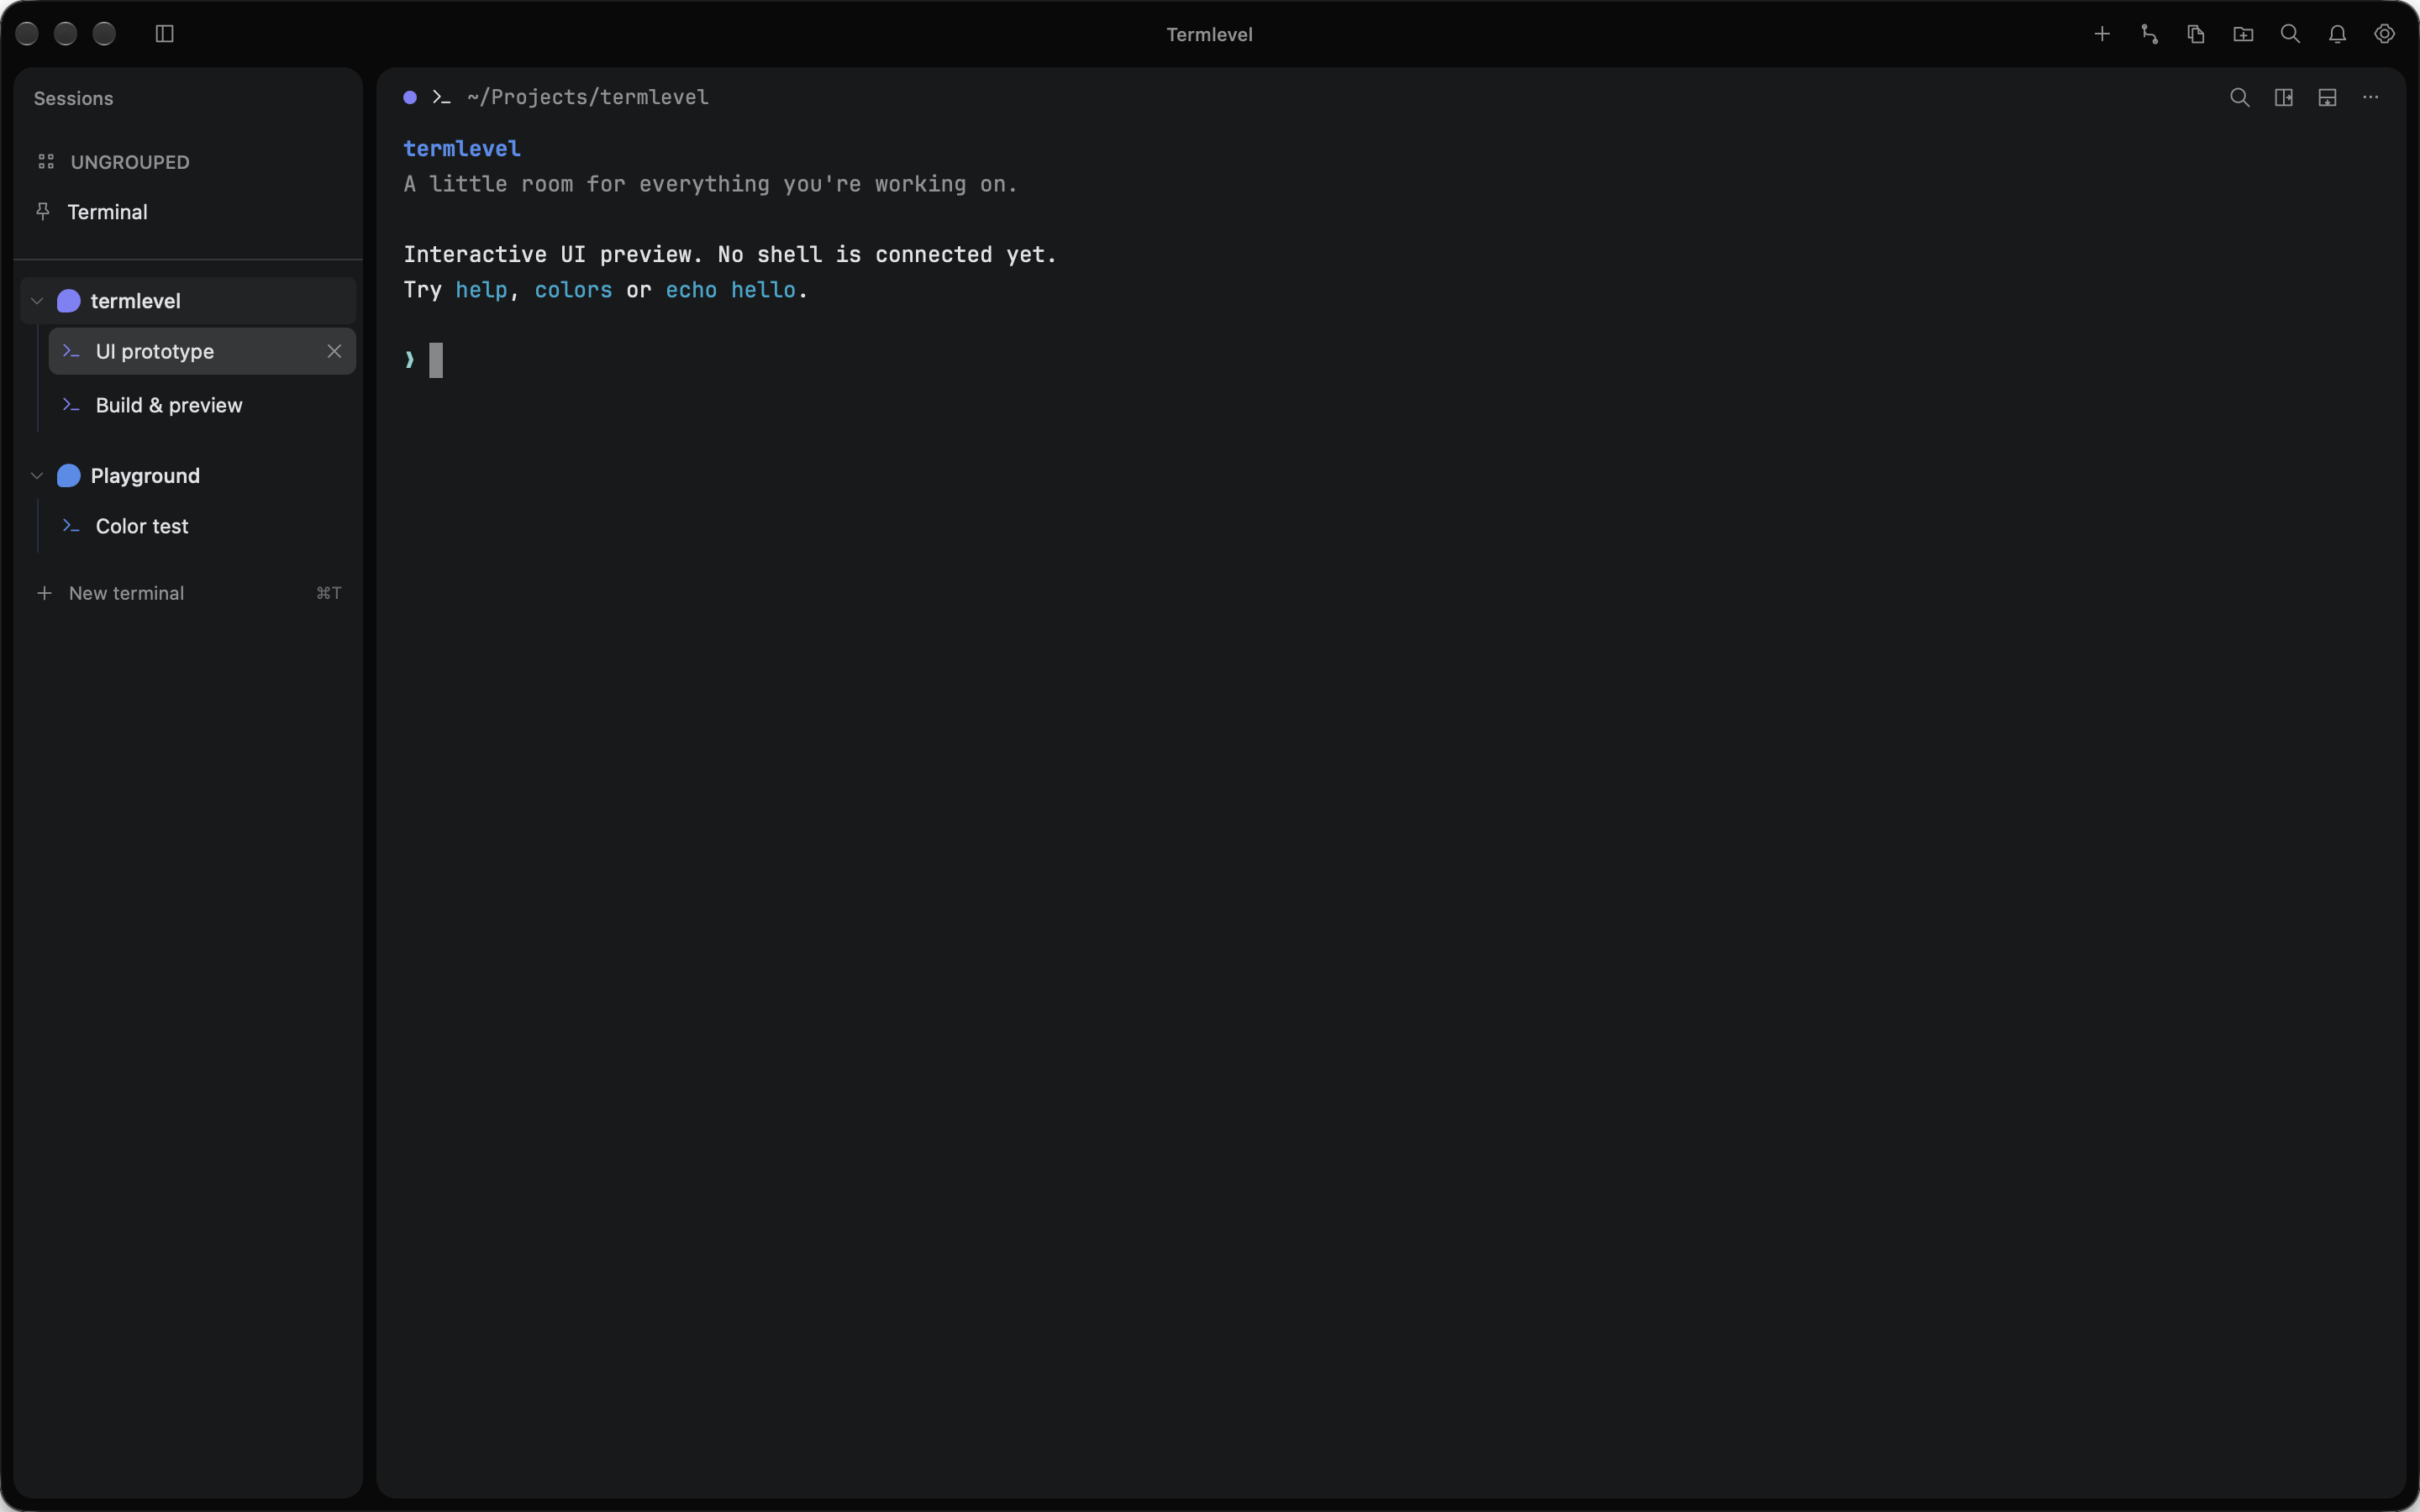 Termlevel
Sessions
UNGROUPED
Terminal
termlevel
UI prototype
Build & preview
Playground
Color test
New terminal ⌘T
~/Projects/termlevel
termlevel
A little room for everything you're working on.
Interactive UI preview. No shell is connected yet.
Try help, colors or echo hello.
❯